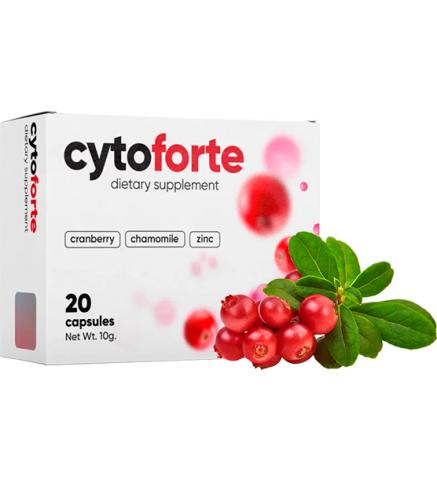 cytoforte
dietary supplement
cytoforte
dietary supplement
cranberry chamomile zinc
20
capsules
Net Wt. 10g.